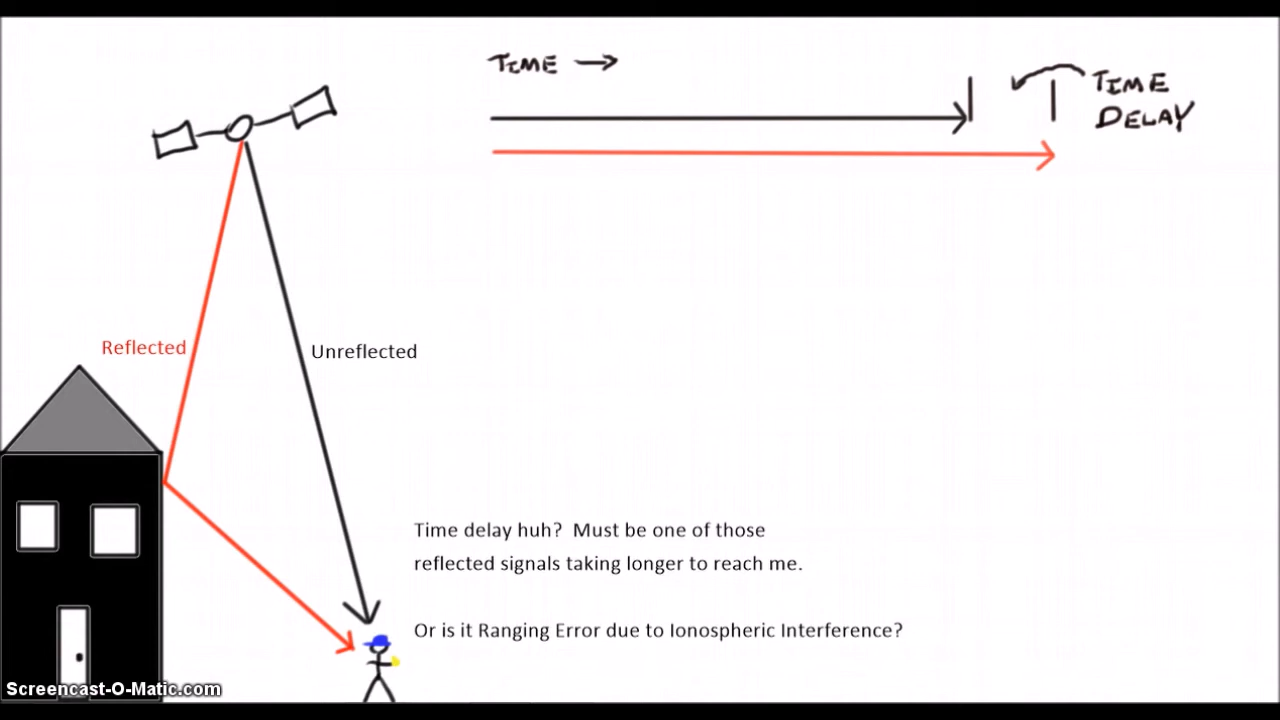 TIME →
TIME
DELAY
Reflected
Unreflected
Time delay huh?  Must be one of those
reflected signals taking longer to reach me.
Or is it Ranging Error due to Ionospheric Interference?
Screencast-O-Matic.com